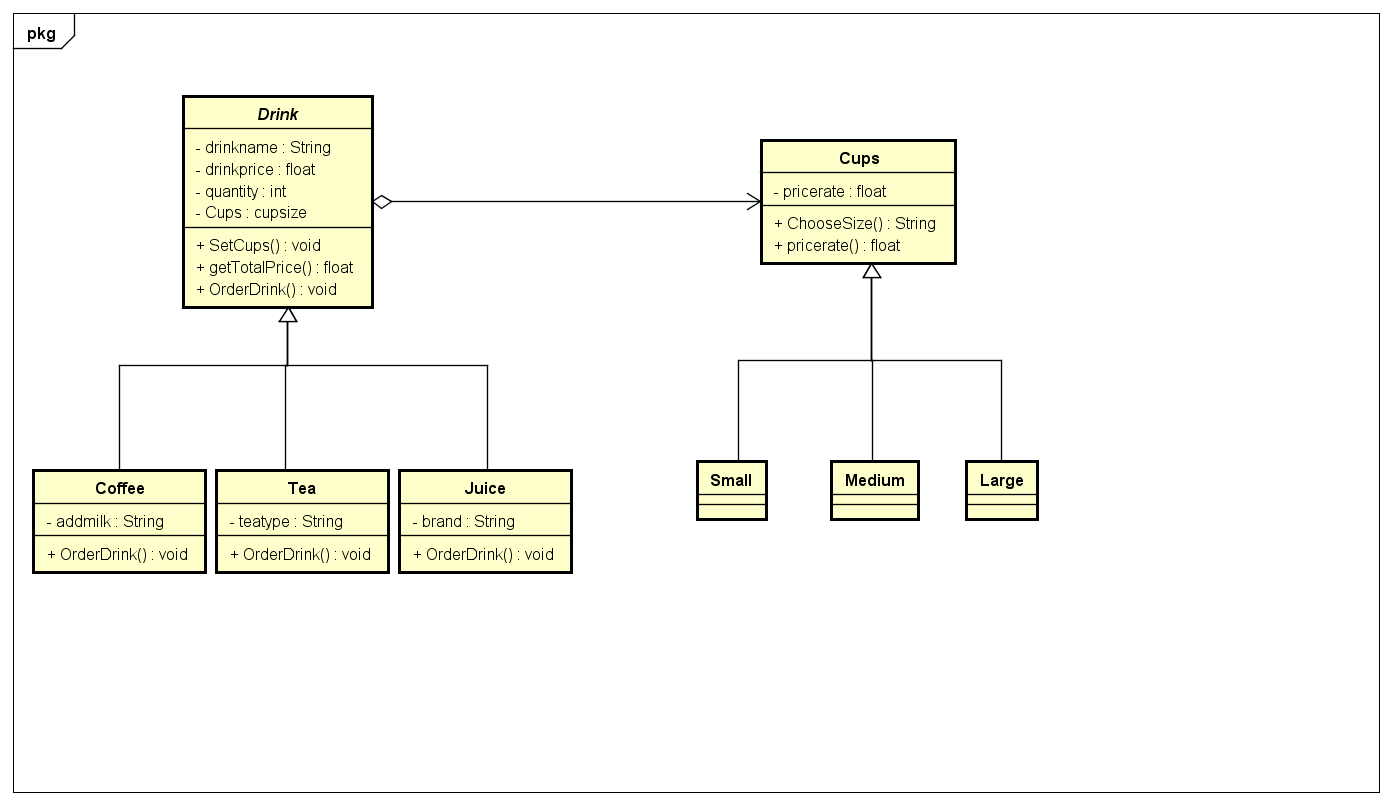 pkg
Drink
- drinkname : String
- drinkprice : float
- quantity : int
- Cups : cupsize
+ SetCups() : void
+ getTotalPrice() : float
+ OrderDrink() : void
Cups
- pricerate : float
+ ChooseSize() : String
+ pricerate() : float
Coffee
- addmilk : String
+ OrderDrink() : void
Tea
- teatype : String
+ OrderDrink() : void
Juice
- brand : String
+ OrderDrink() : void
Small
Medium
Large